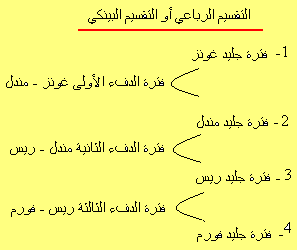 التقسيم الرباعي أو التقسيم البينكي
1- فترة جليد غونز
فترة الدفء الأولى غونز - مندل
2- فترة جليد مندل
فترة الدفء الثانية مندل - ريس
3- فترة جليد ريس
فترة الدفء الثالثة ريس - فورم
4- فترة جليد فورم